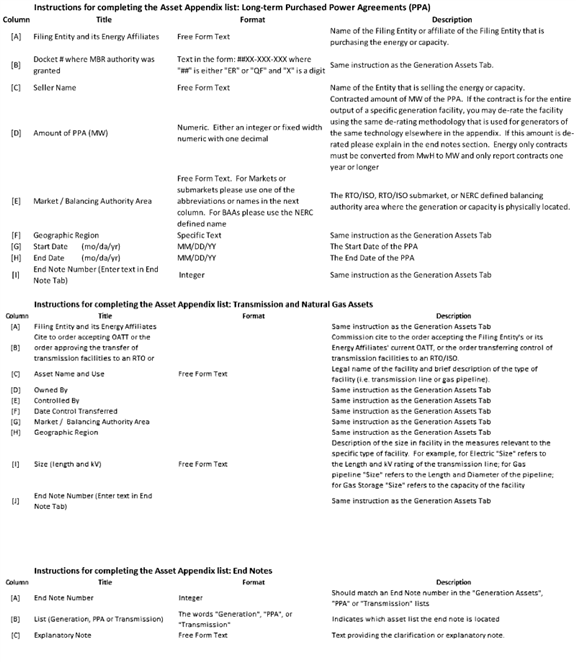 Instructions for completing the Asset Appendix list: Long-term Purchased Power Agreements (PPA)
Column Title Format Description
[A] Filing Entity and its Energy Affiliates Free Form Text Name of the Filing Entity or affiliate of the Filing Entity that is
purchasing the energy or capacity.
[B] Docket # where MBR authority was
granted Text in the form: ##XX-XXX-XXX where
"##" is either "ER" or "QF" and "X" is a digit Same instruction as the Generation Assets Tab.
[C] Seller Name Free Form Text Name of the Entity that is selling the energy or capacity.
[D] Amount of PPA (MW) Numeric. Either an integer or fixed width
numeric with one decimal Contracted amount of MW of the PPA. If the contract is for the entire
output of a specific generation facility, you may de-rate the facility
using the same de-rating methodology that is used for generators of
the same technology elsewhere in the appendix. If this amount is de-
rated please explain in the end notes section. Energy only contracts
must be converted from MwH to MW and only report contracts one
year or longer
[E] Market / Balancing Authority Area Free Form Text. For Markets or
submarkets please use one of the
abbreviations or names in the next
column. For BAAs please use the NERC
defined name The RTO/ISO, RTO/ISO submarket, or NERC defined balancing
authority area where the generation or capacity is physically located.
[F] Geographic Region Specific Text Same instruction as the Generation Assets Tab
[G] Start Date (mo/da/yr) MM/DD/YY The Start Date of the PPA
[H] End Date (mo/da/yr) MM/DD/YY The End Date of the PPA
[I] End Note Number (Enter text in End
Note Tab) Integer Same instruction as the Generation Assets Tab
Instructions for completing the Asset Appendix list: Transmission and Natural Gas Assets
Column Title Format Description
[A] Filing Entity and its Energy Affiliates Same instruction as the Generation Assets Tab
[B] Cite to order accepting OATT or the
order approving the transfer of
transmission facilities to an RTO or Commission cite to order accepting the Filing Entity's or its
Energy Affiliates' current OATT, or the order transferring control of
transmission facilities to an RTO/ISO.
[C] Asset Name and Use Free Form Text Legal name of the facility and brief description of the type of
facility (i.e. transmission line or gas pipeline).
[D] Owned By Same instruction as the Generation Assets Tab
[E] Controlled By Same instruction as the Generation Assets Tab
[F] Date Control Transferred Same instruction as the Generation Assets Tab
[G] Market / Balancing Authority Area Same instruction as the Generation Assets Tab
[H] Geographic Region Same instruction as the Generation Assets Tab
[I] Size (length and kV) Free Form Text Description of the size in facility in the measures relevant to the
specific type of facility. For example, for Electric "Size" refers to
the Length and kV rating of the transmission line; for Gas
pipeline "Size" refers to the Length and Diameter of the pipeline;
for Gas Storage "Size" refers to the capacity of the facility
[J] End Note Number (Enter text in End
Note Tab) Same instruction as the Generation Assets Tab
Instructions for completing the Asset Appendix list: End Notes
Column Title Format Description
[A] End Note Number Integer Should match an End Note Number in the "Generation Assets",
"PPA" or "Transmission" lists
[B] List (Generation, PPA or Transmission) The words "Generation", "PPA", or
"Transmission" Indicates which asset list the end note is located
[C] Explanatory Note Free Form Text Text providing the clarification or explanatory note.